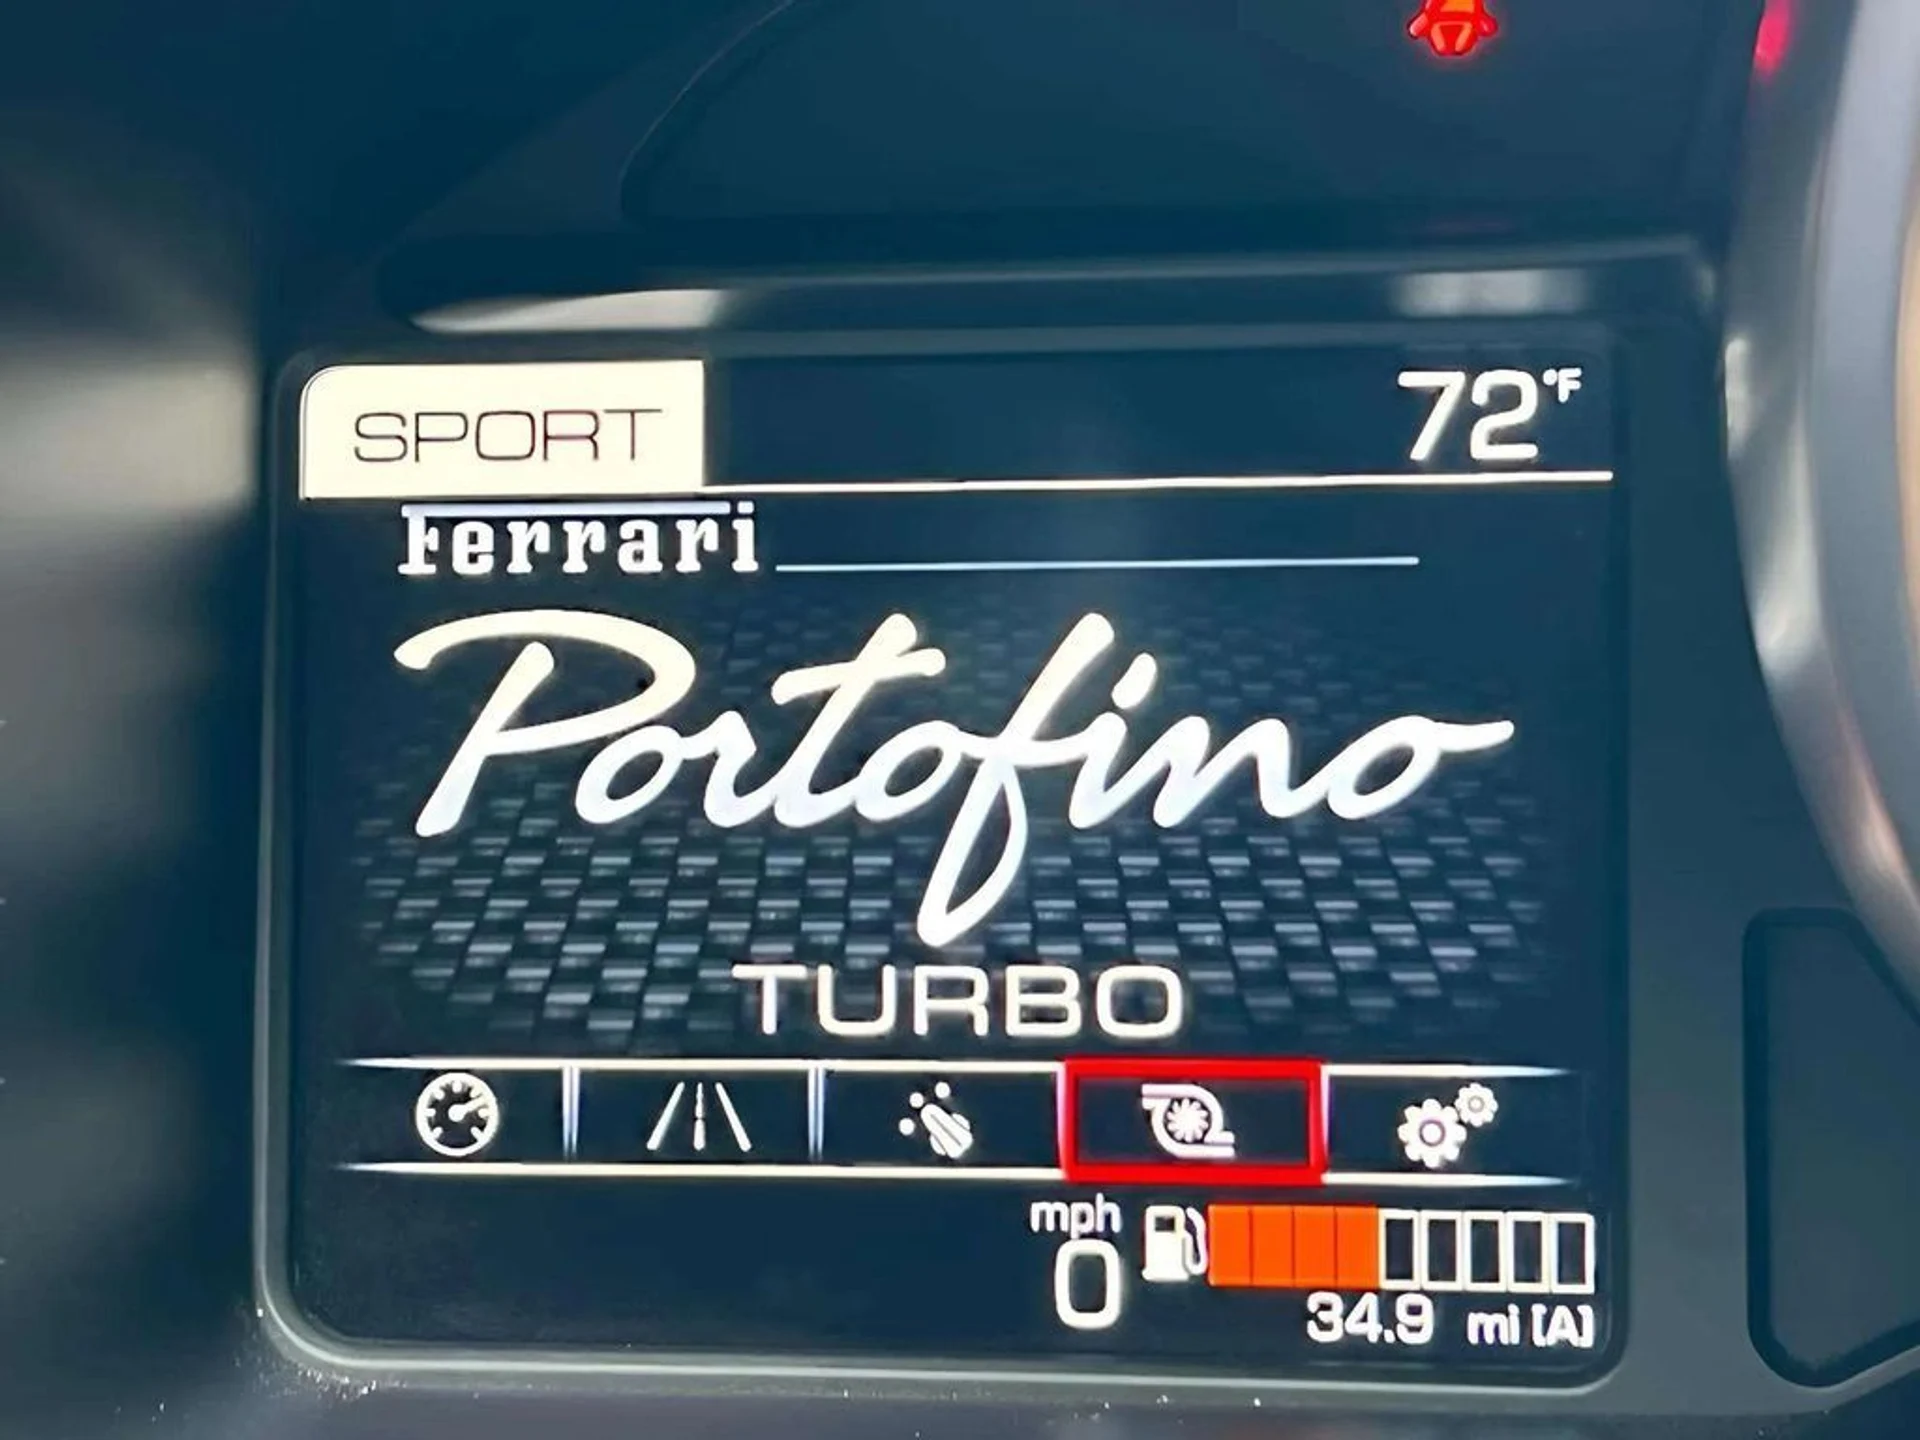 SPORT
72°F
Ferrari
Portofino
TURBO
mph
0
34.9 mi [A]